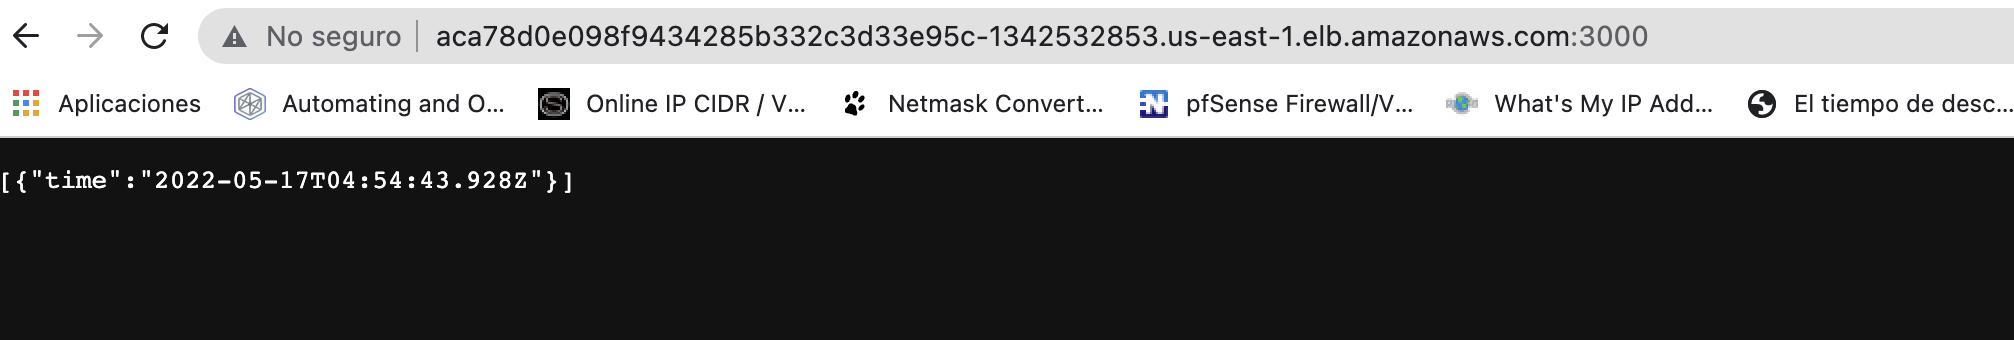 No seguro aca78d0e098f9434285b332c3d33e95c-1342532853.us-east-1.elb.amazonaws.com:3000
Aplicaciones Automating and O... Online IP CIDR / V... Netmask Convert... pfSense Firewall/V... What's My IP Add... El tiempo de desc...
[{"time":"2022-05-17T04:54:43.928Z"}]